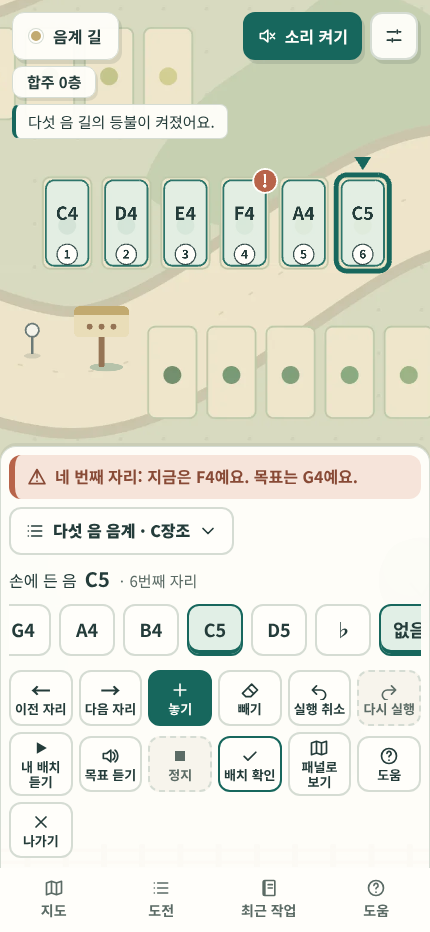 음계 길
소리 켜기
합주 0층
다섯 음 길의 등불이 켜졌어요.
!
C4 D4 E4 F4 A4 C5
1 2 3 4 5 6
네 번째 자리: 지금은 F4예요. 목표는 G4예요.
다섯 음 음계 · C장조
손에 든 음 C5 · 6번째 자리
G4 A4 B4 C5 D5 ♭ 없음
이전 자리 다음 자리 놓기 빼기 실행 취소 다시 실행
내 배치
듣기
목표 듣기 정지 배치 확인
패널로
보기
도움
나가기
지도 도전 최근 작업 도움